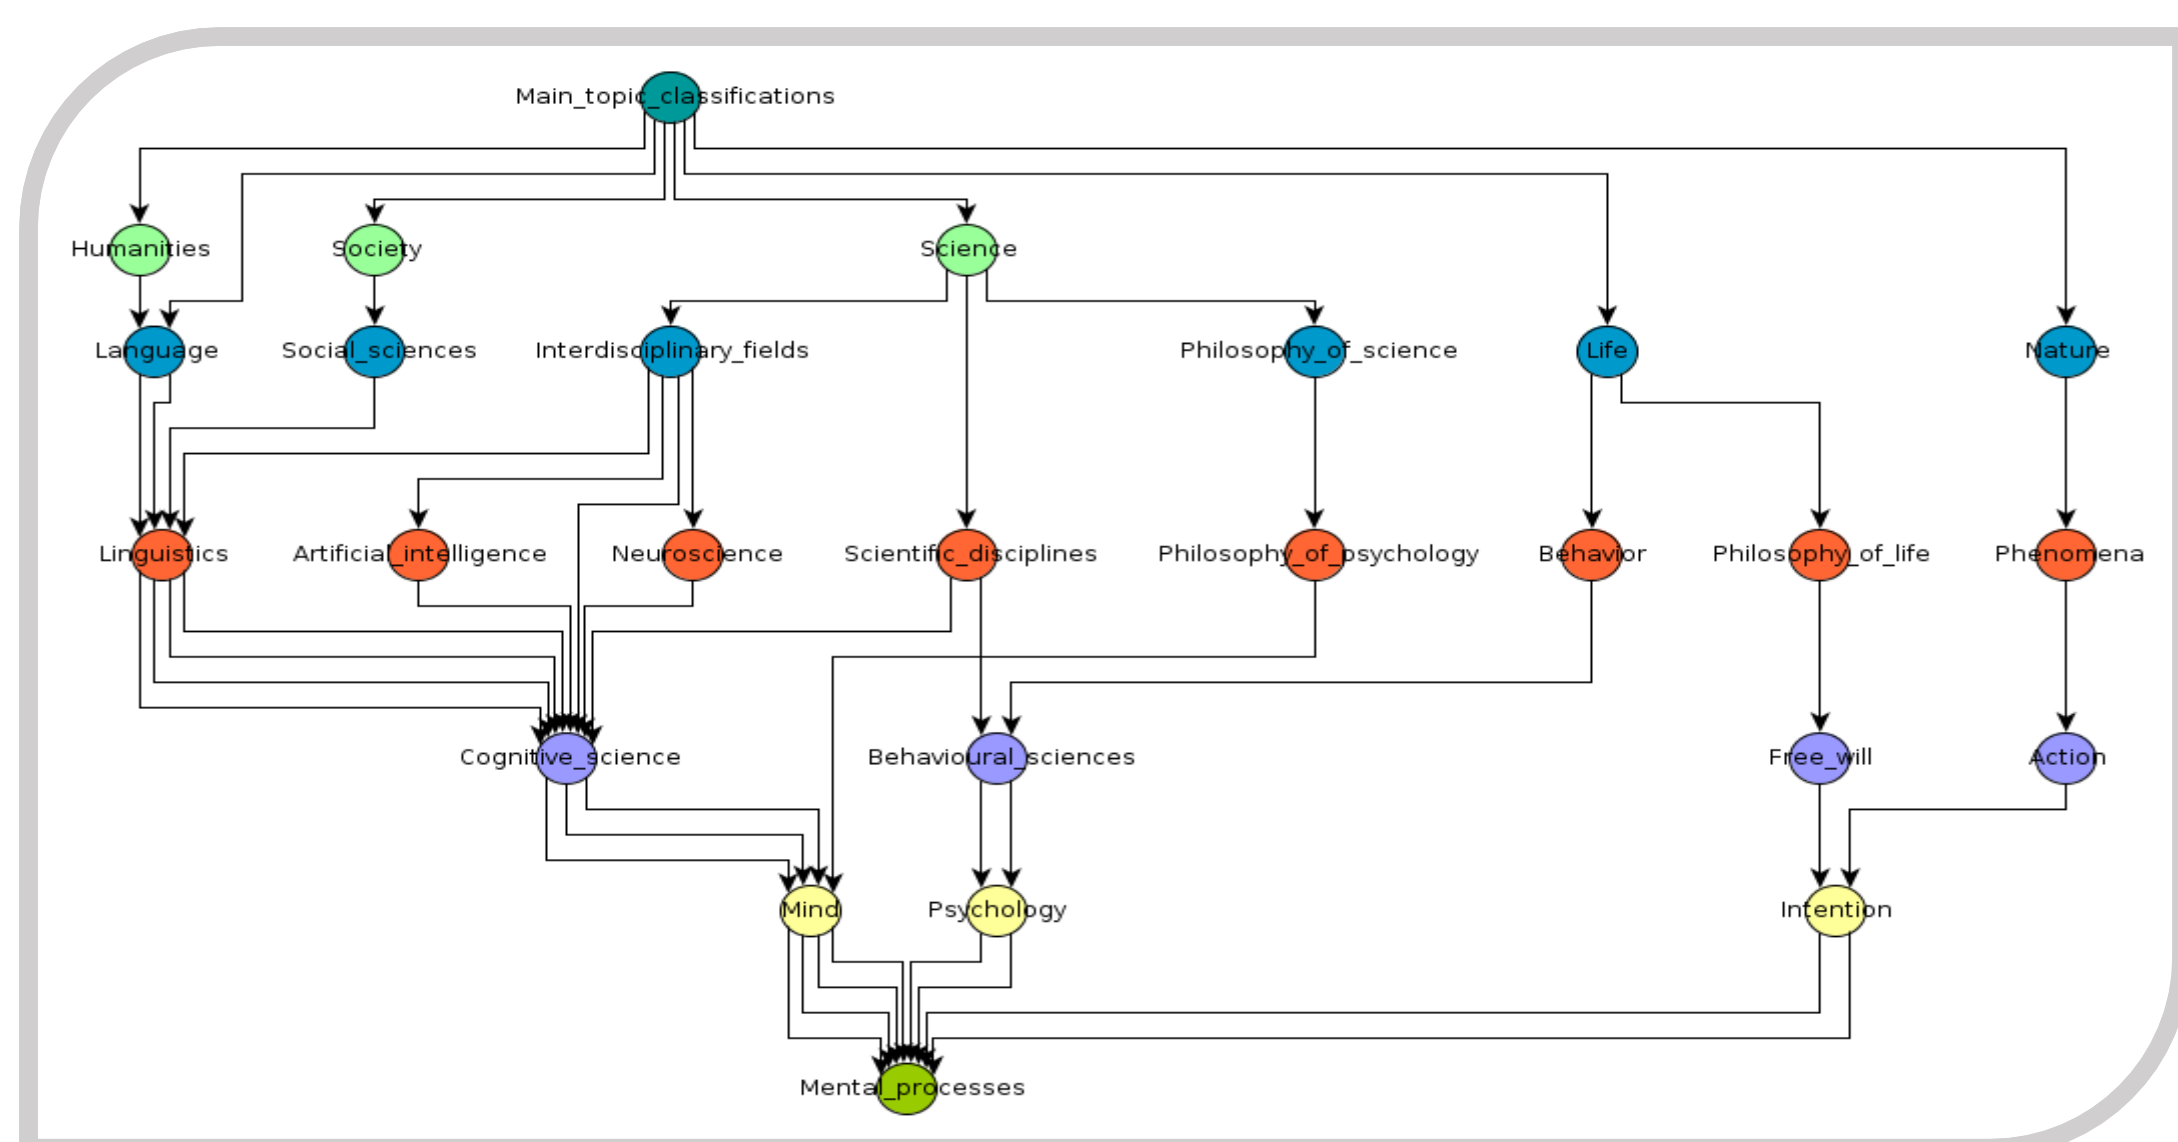 Main_topic_classifications
Humanities
Society
Science
Language
Social_sciences
Interdisciplinary_fields
Philosophy_of_science
Life
Nature
Linguistics
Artificial_intelligence
Neuroscience
Scientific_disciplines
Philosophy_of_psychology
Behavior
Philosophy_of_life
Phenomena
Cognitive_science
Behavioural_sciences
Free_will
Action
Mind
Psychology
Intention
Mental_processes